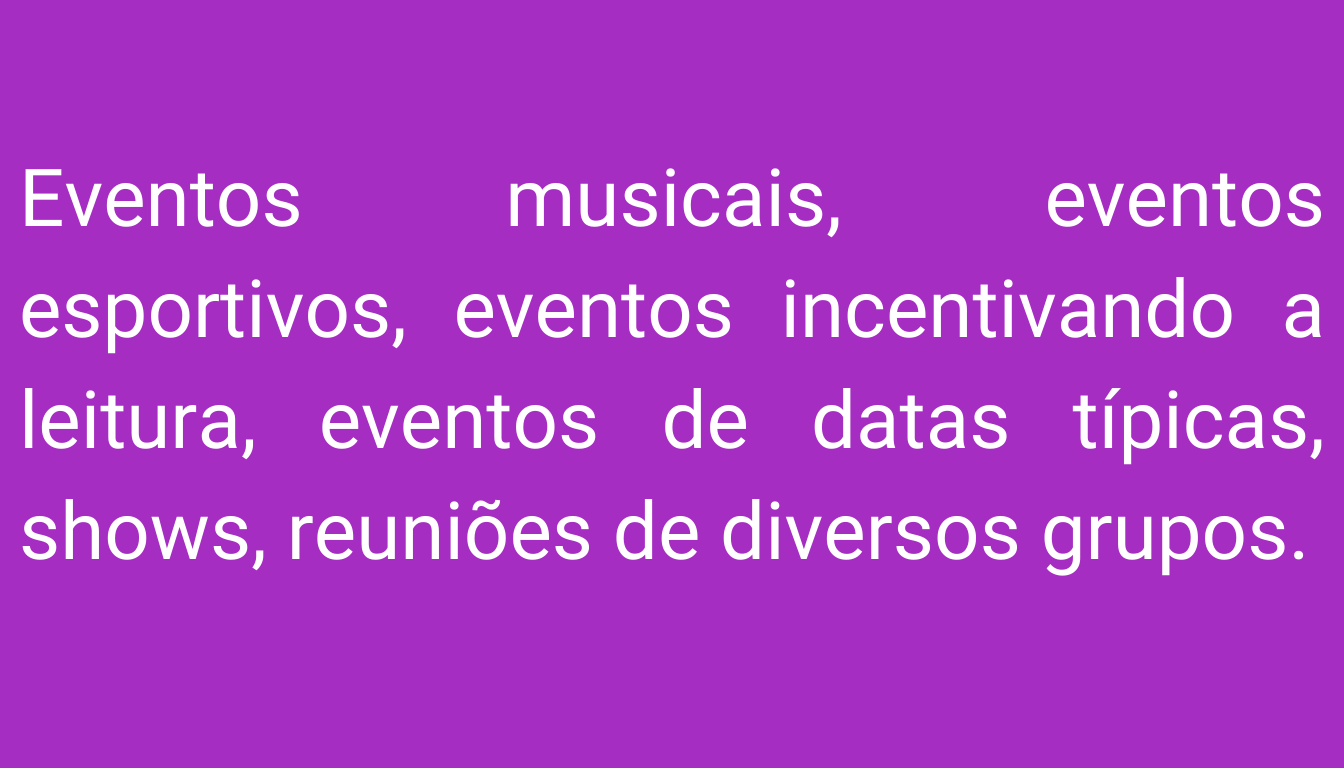 Eventos musicais, eventos
esportivos, eventos incentivando a
leitura, eventos de datas típicas,
shows, reuniões de diversos grupos.